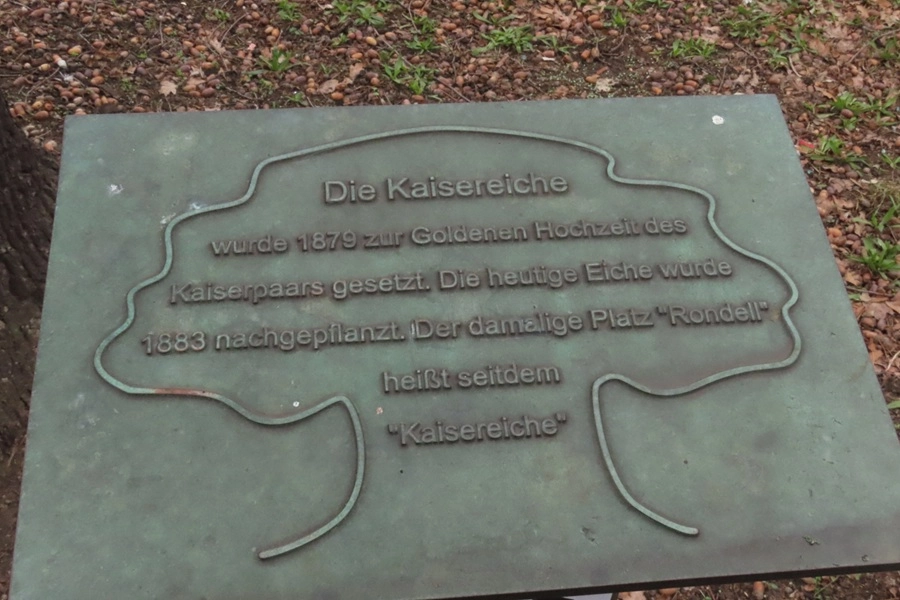 Die Kaisereiche
wurde 1879 zur Goldenen Hochzeit des
Kaiserpaars gesetzt. Die heutige Eiche wurde
1883 nachgepflanzt. Der damalige Platz "Rondell"
heißt seitdem
"Kaisereiche"